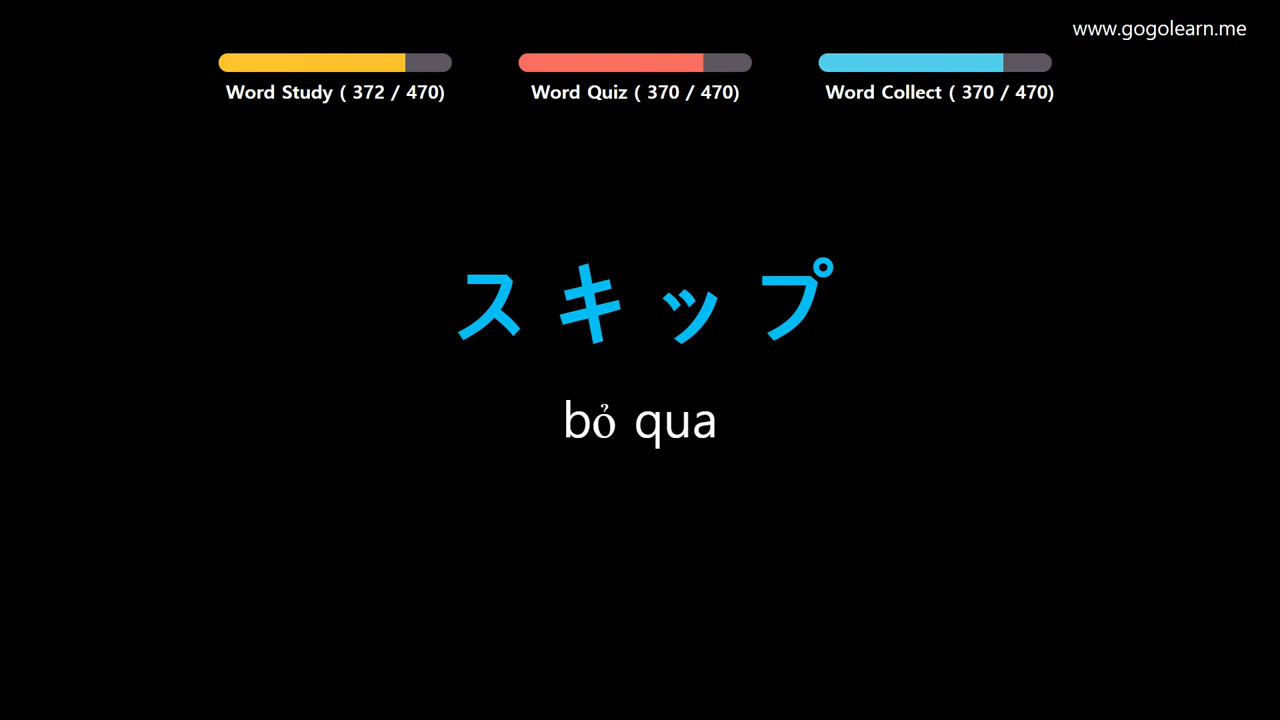 www.gogolearn.me
Word Study ( 372 / 470)
Word Quiz ( 370 / 470)
Word Collect ( 370 / 470)
スキップ
bỏ qua